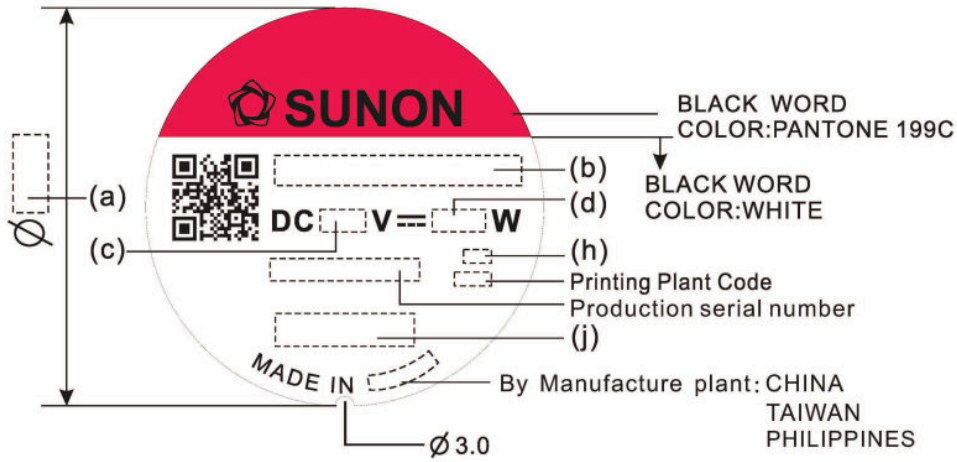 SUNON
BLACK WORD
COLOR:PANTONE 199C
BLACK WORD
COLOR:WHITE
(a)
(b)
DC V W
(d)
(c)
(h)
Printing Plant Code
Production serial number
(j)
MADE IN
By Manufacture plant: CHINA
TAIWAN
PHILIPPINES
Ø
Ø 3.0